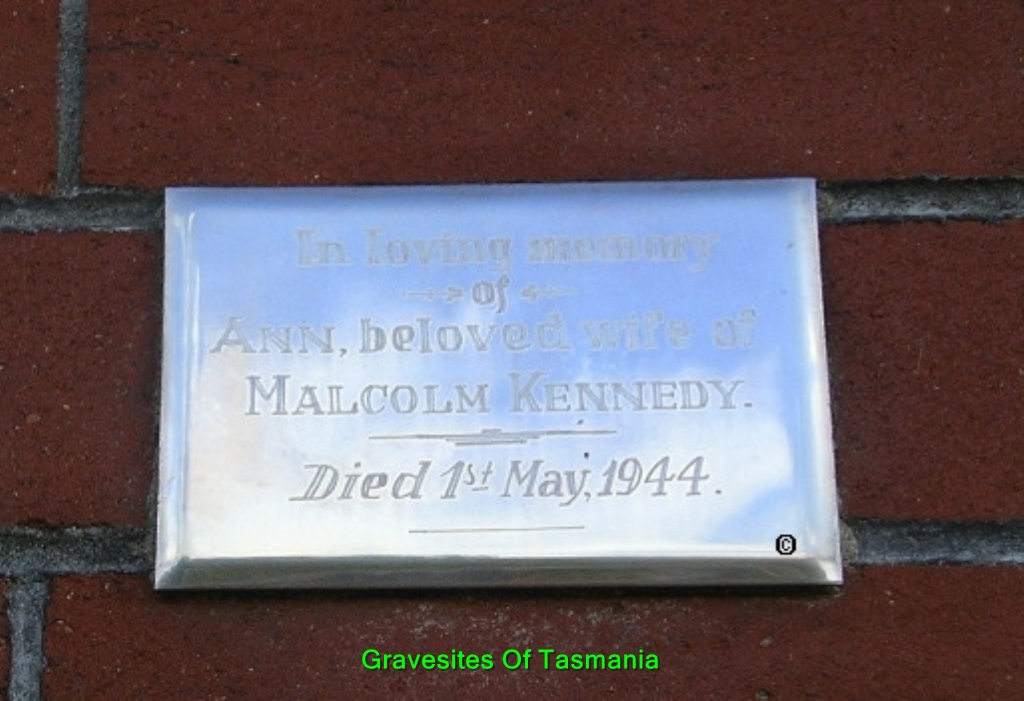 In loving memory
of
ANN, beloved wife of
MALCOLM KENNEDY.
Died 1st May, 1944.
©
Gravesites Of Tasmania